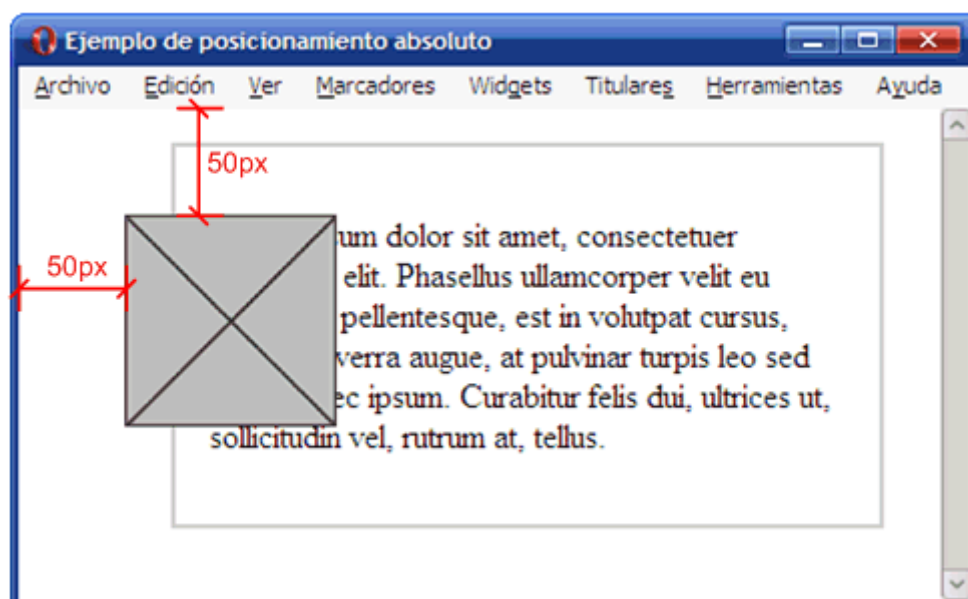 Ejemplo de posicionamiento absoluto
Archivo Edición Ver Marcadores Widgets Titulares Herramientas Ayuda
50px
um dolor sit amet, consectetuer
50px
elit. Phasellus ullamcorper velit eu
pellentesque, est in volutpat cursus,
verra augue, at pulvinar turpis leo sed
ec ipsum. Curabitur felis dui, ultrices ut,
sollicitudin vel, rutrum at, tellus.